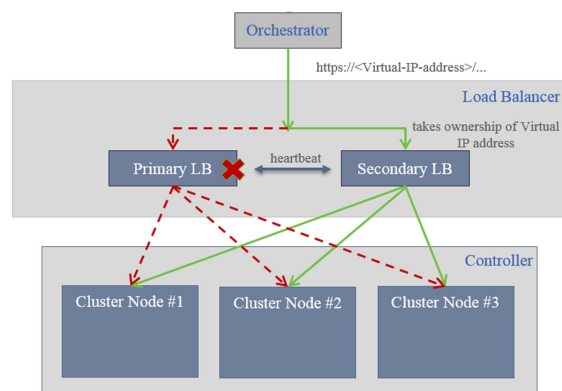 Orchestrator
https://<Virtual-IP-address>/...
Load Balancer
takes ownership of Virtual
IP address
Primary LB
heartbeat
Secondary LB
Controller
Cluster Node #1
Cluster Node #2
Cluster Node #3